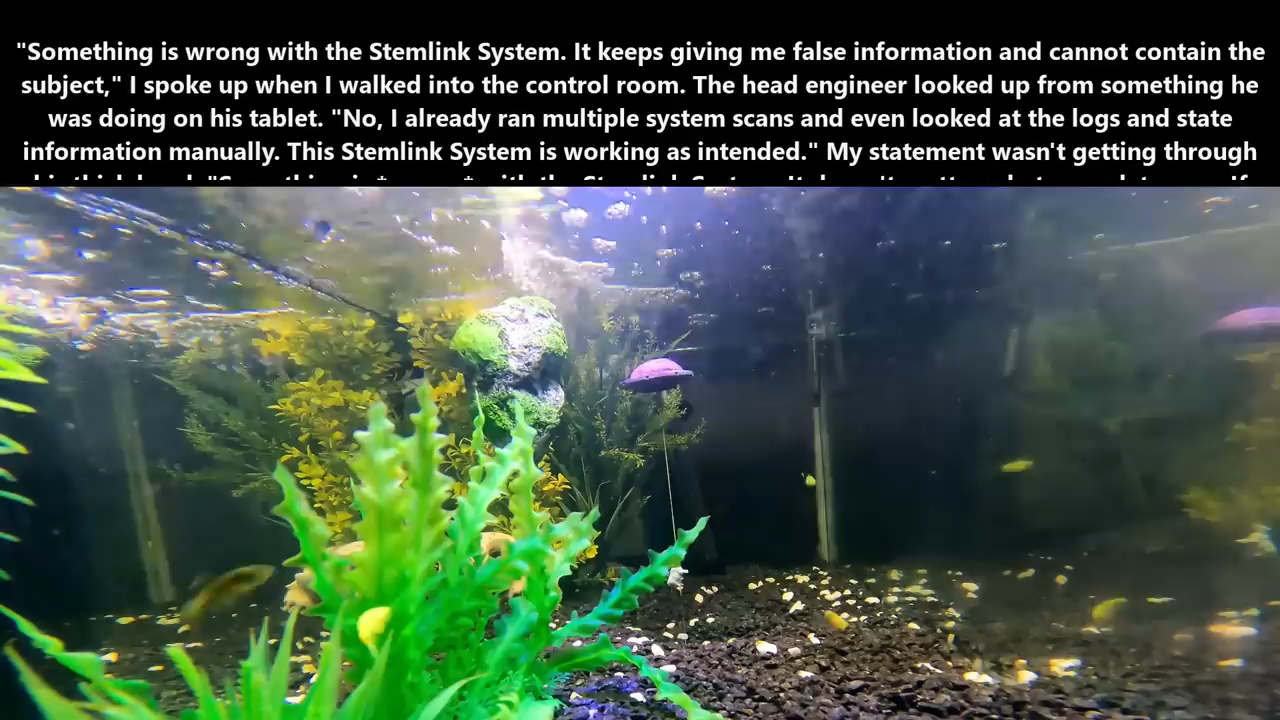 "Something is wrong with the Stemlink System. It keeps giving me false information and cannot contain the
subject," I spoke up when I walked into the control room. The head engineer looked up from something he
was doing on his tablet. "No, I already ran multiple system scans and even looked at the logs and state
information manually. This Stemlink System is working as intended." My statement wasn't getting through